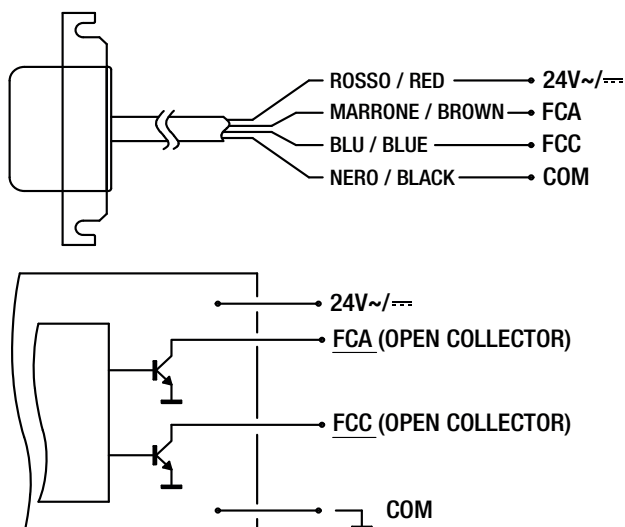 ROSSO / RED 24V~/⎓
MARRONE / BROWN FCA
BLU / BLUE FCC
NERO / BLACK COM
24V~/⎓
FCA (OPEN COLLECTOR)
FCC (OPEN COLLECTOR)
COM